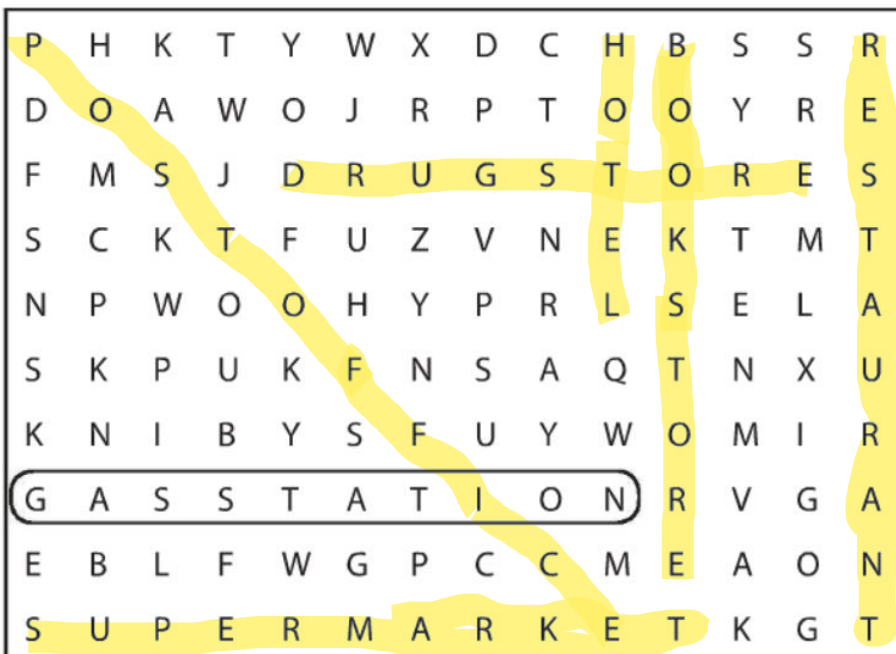 P H K T Y W X D C H B S S R
D O A W O J R P T O O Y R E
F M S J D R U G S T O R E S
S C K T F U Z V N E K T M T
N P W O O H Y P R L S E L A
S K P U K F N S A Q T N X U
K N I B Y S F U Y W O M I R
G A S S T A T I O N R V G A
E B L F W G P C C M E A O N
S U P E R M A R K E T K G T